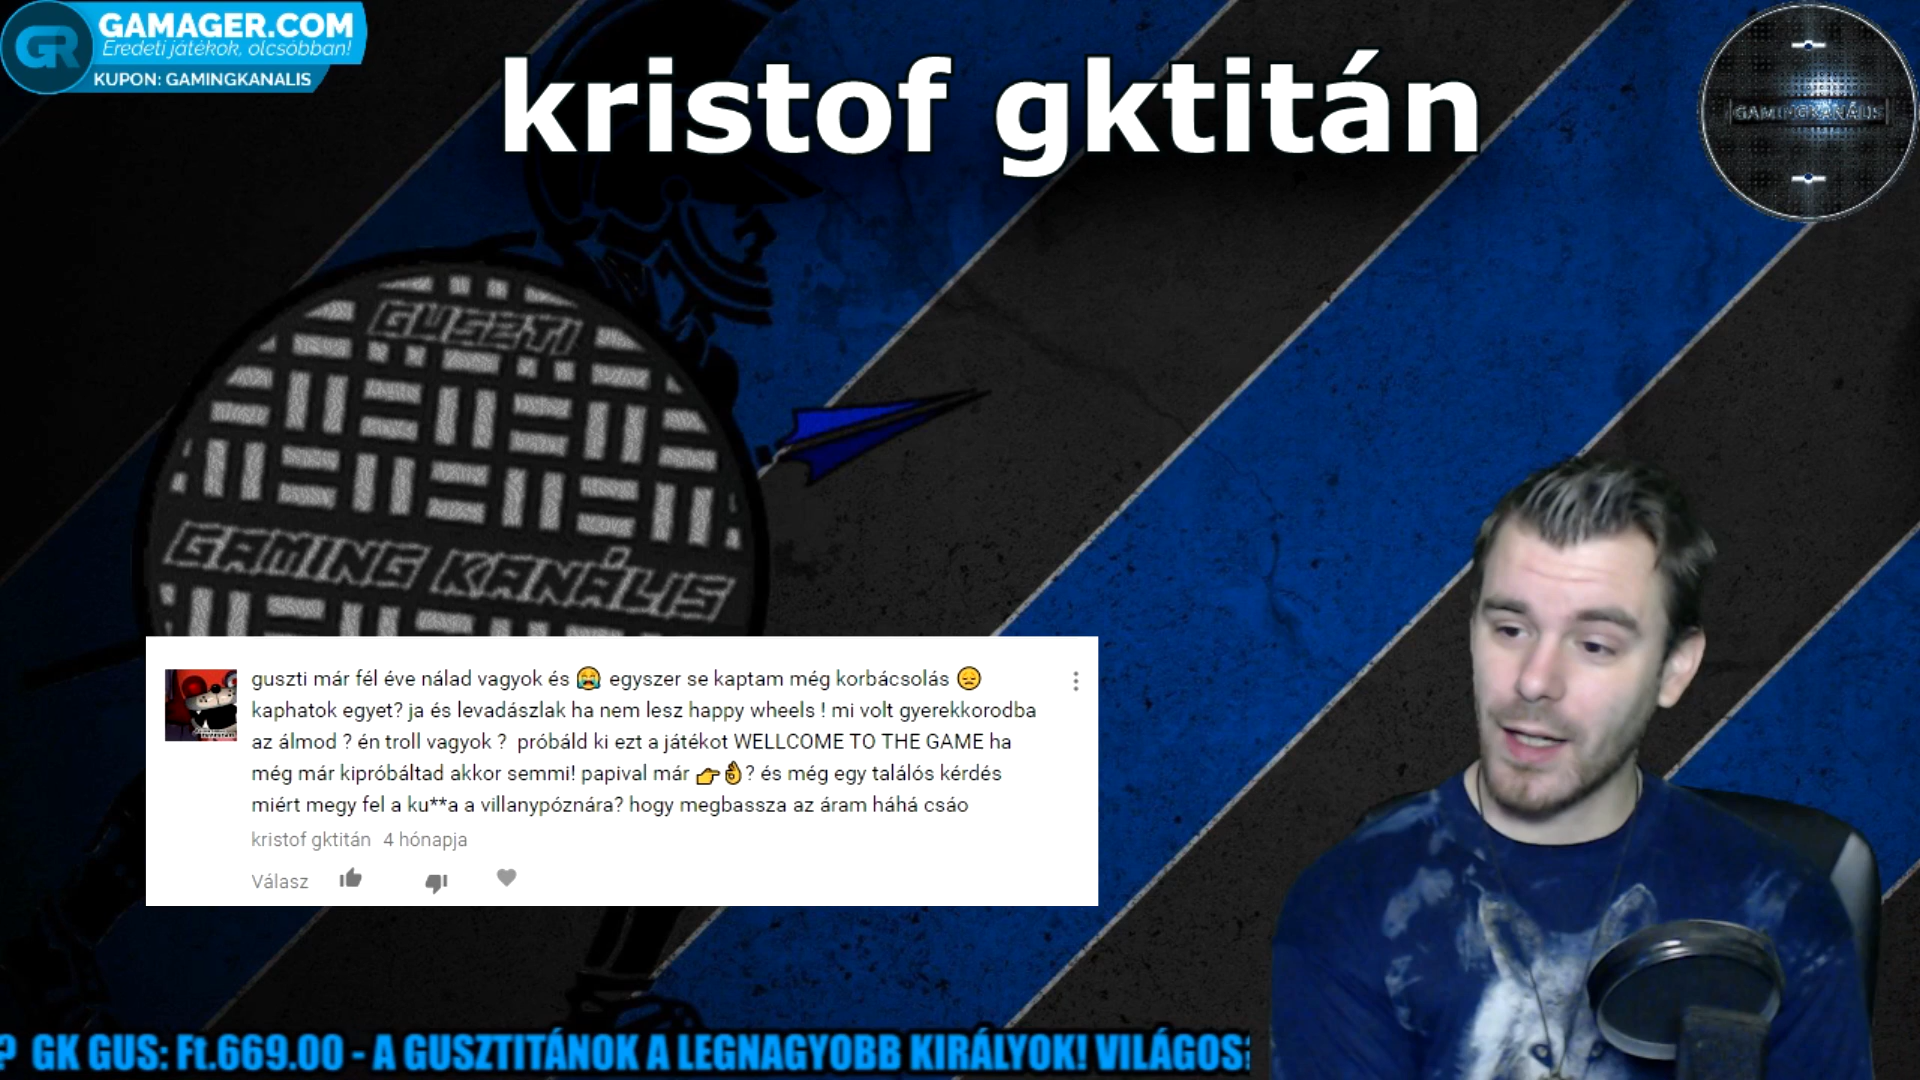 GAMAGER.COM
Eredeti játékok, olcsóbban!
KUPON: GAMINGKANALIS
GR
kristof gktitán
GAMINGKANÁLIS
GUSZTI
GAMING KANÁLIS
guszti már fél éve nálad vagyok és 😭 egyszer se kaptam még korbácsolás 😞
kaphatok egyet? ja és levadászlak ha nem lesz happy wheels ! mi volt gyerekkorodba
az álmod ? én troll vagyok ? próbáld ki ezt a játékot WELLCOME TO THE GAME ha
még már kipróbáltad akkor semmi! papival már 👉👌? és még egy találós kérdés
miért megy fel a ku**a a villanypóznára? hogy megbassza az áram háhá csáo
kristof gktitán 4 hónapja
Válasz
? GK GUS: Ft.669.00 - A GUSZTITÁNOK A LEGNAGYOBB KIRÁLYOK! VILÁGOS: